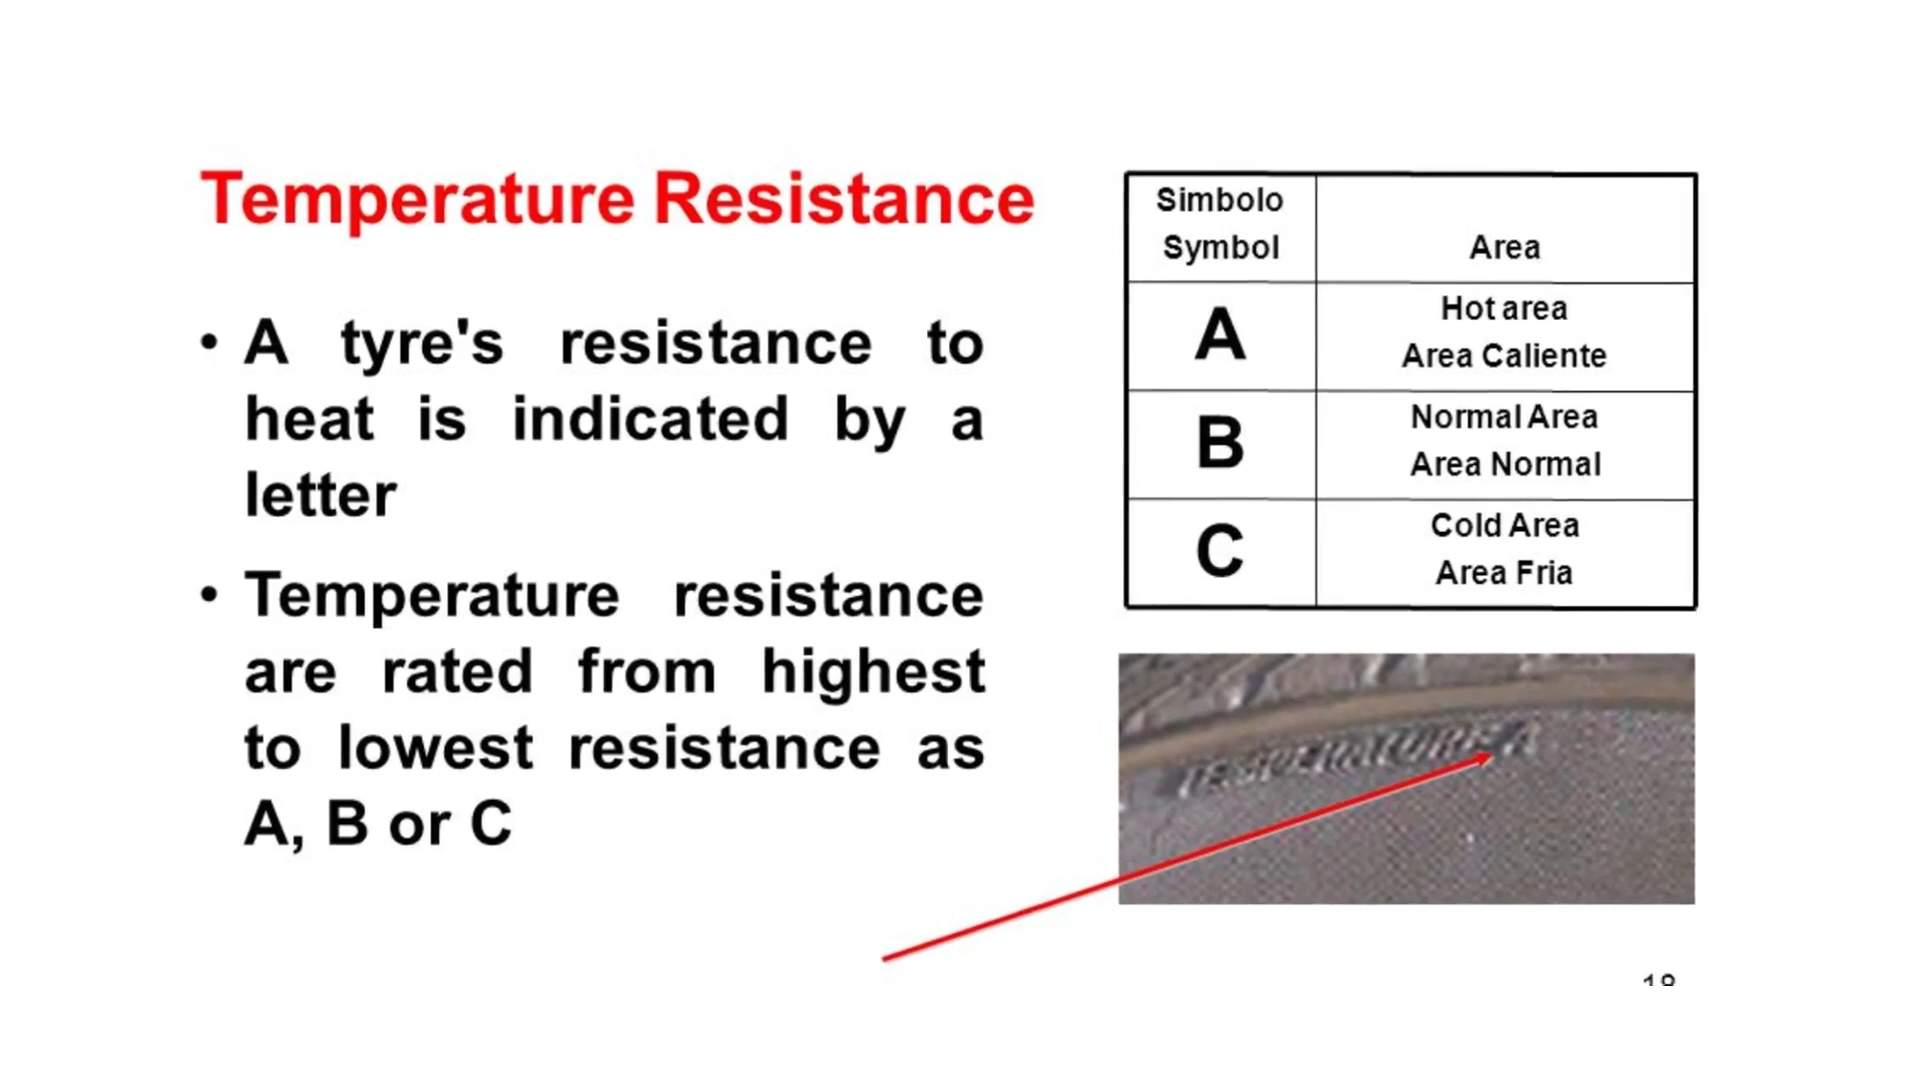 Temperature Resistance
• A tyre's resistance to
heat is indicated by a
letter
• Temperature resistance
are rated from highest
to lowest resistance as
A, B or C
Simbolo
Symbol
Area
A
Hot area
Area Caliente
B
Normal Area
Area Normal
C
Cold Area
Area Fria
TEMPERATURE A